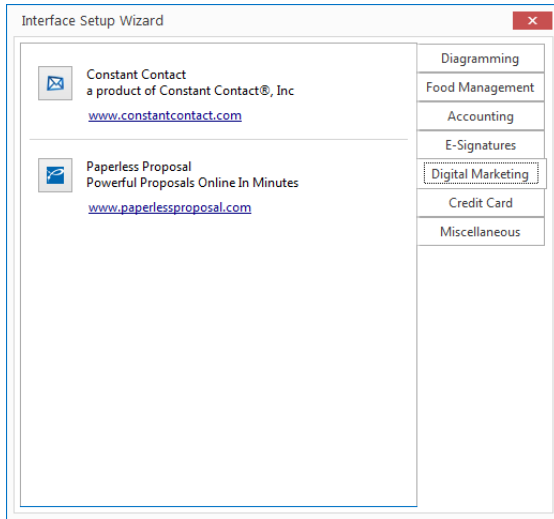 Interface Setup Wizard
Constant Contact
a product of Constant Contact®, Inc
www.constantcontact.com
Paperless Proposal
Powerful Proposals Online In Minutes
www.paperlessproposal.com
Diagramming
Food Management
Accounting
E-Signatures
Digital Marketing
Credit Card
Miscellaneous